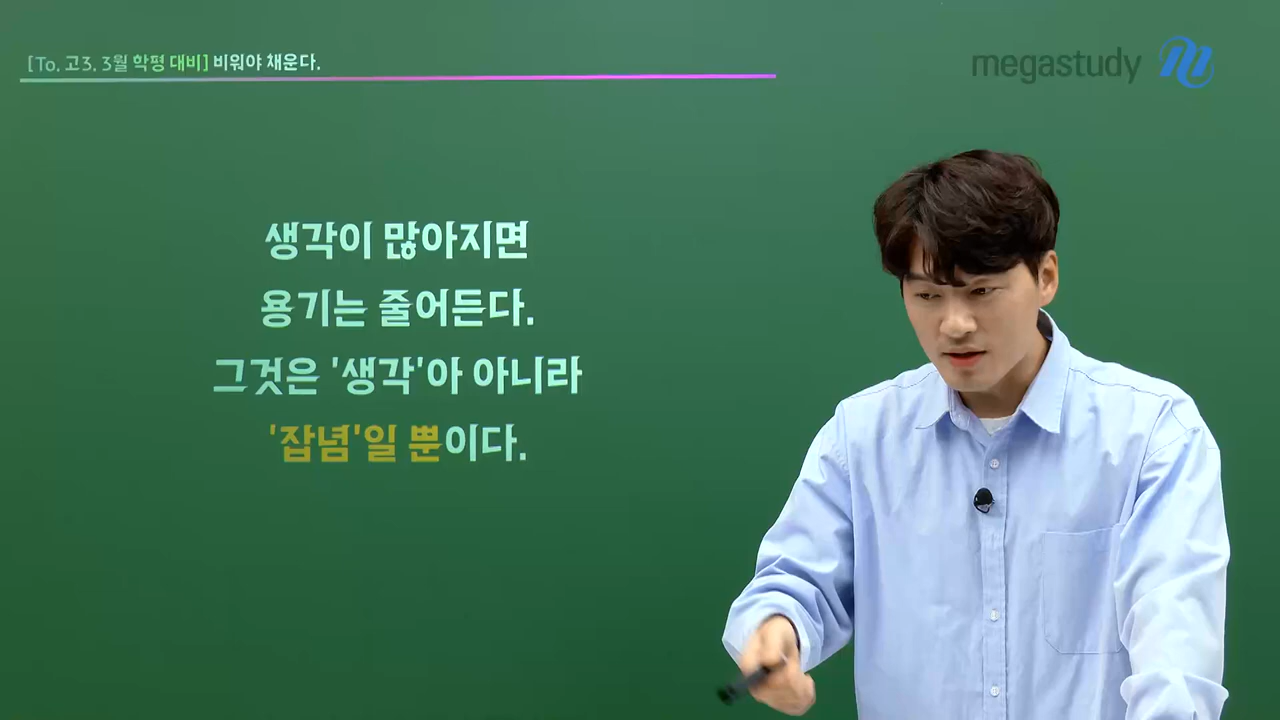 [To. 고3. 3월 학평 대비] 비워야 채운다.
megastudy
생각이 많아지면
용기는 줄어든다.
그것은 '생각'아 아니라
'잡념'일 뿐이다.